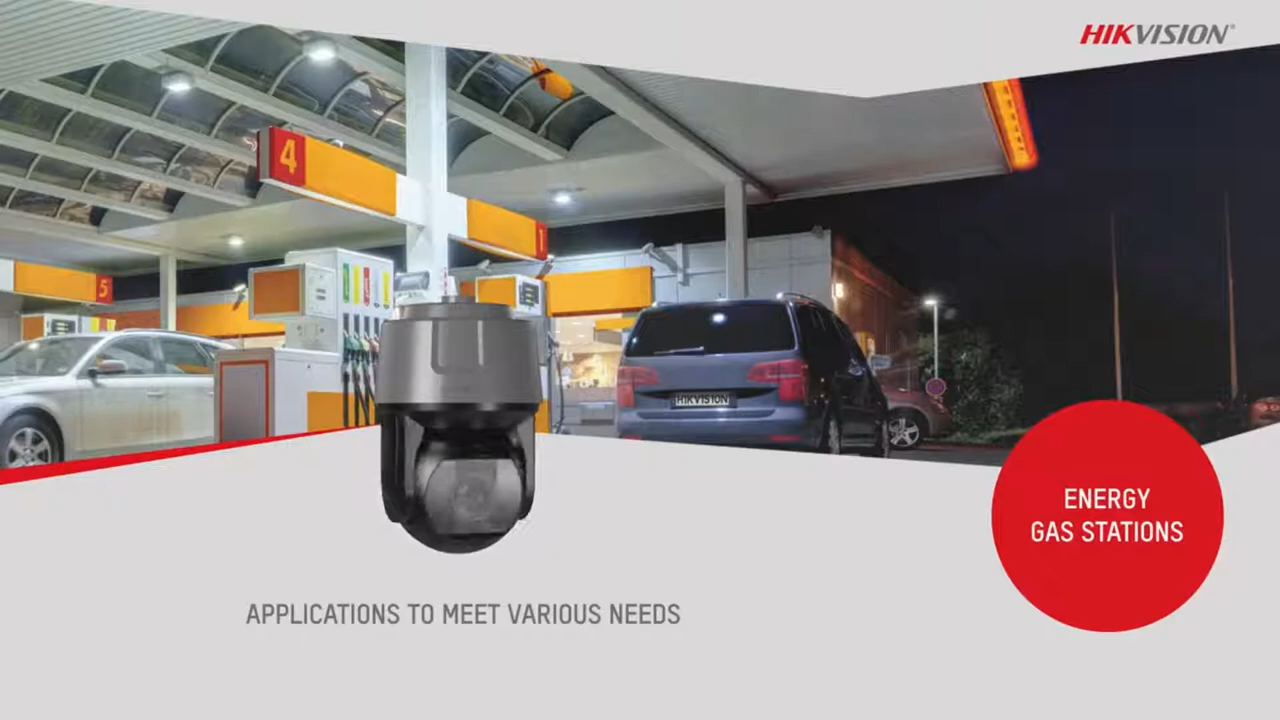 HIKVISION®
4
1
5
HIKVISION
ENERGY
GAS STATIONS
APPLICATIONS TO MEET VARIOUS NEEDS